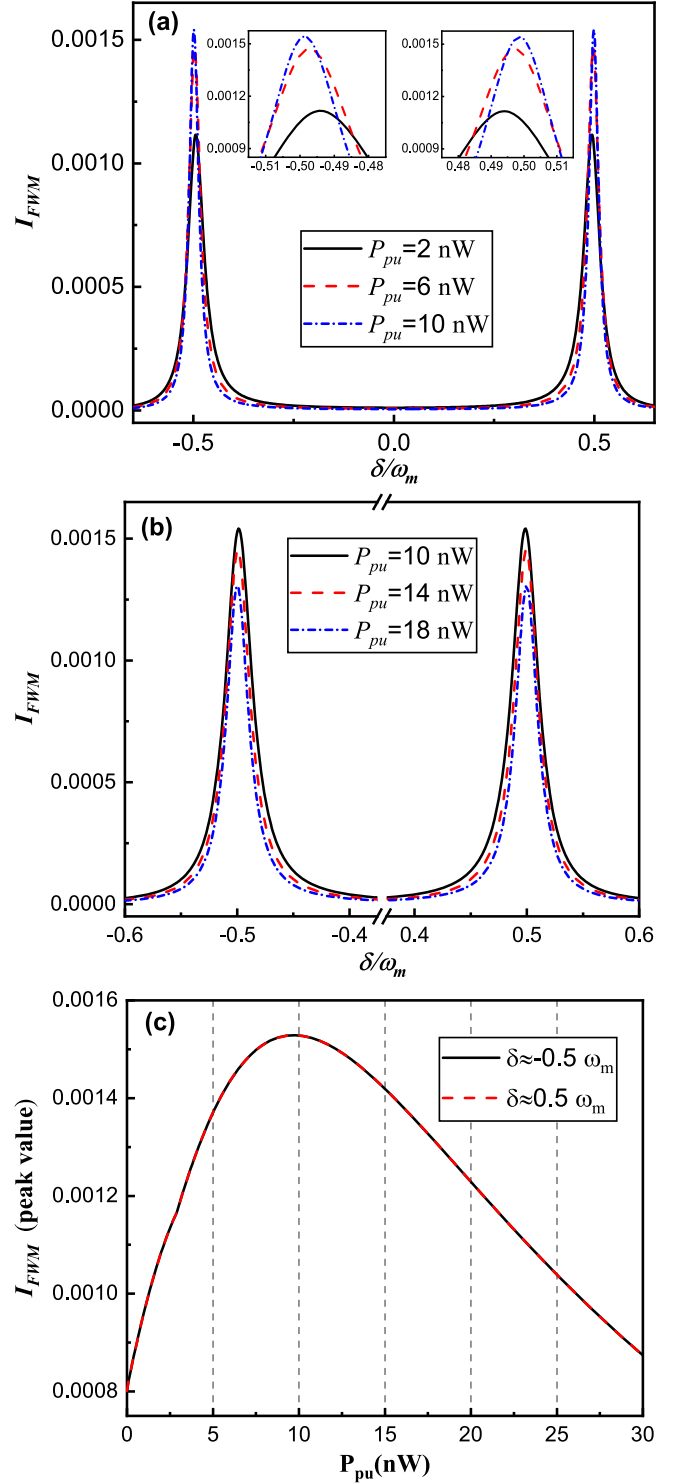 (a)
0.0015
0.0010
0.0005
0.0000
I_FWM
0.0015
0.0012
0.0009
-0.51 -0.50 -0.49 -0.48
0.0015
0.0012
0.0009
0.48 0.49 0.50 0.51
P_pu=2 nW
P_pu=6 nW
P_pu=10 nW
-0.5 0.0 0.5
δ/ω_m
(b)
0.0015
0.0010
0.0005
0.0000
I_FWM
P_pu=10 nW
P_pu=14 nW
P_pu=18 nW
-0.6 -0.5 -0.4 0.4 0.5 0.6
δ/ω_m
(c)
0.0016
0.0014
0.0012
0.0010
0.0008
I_FWM (peak value)
δ≈-0.5 ω_m
δ≈0.5 ω_m
0 5 10 15 20 25 30
P_pu(nW)